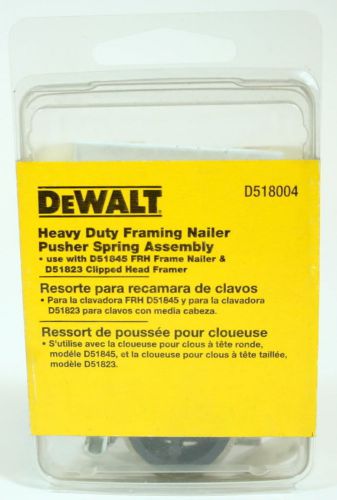 DEWALT
D518004
Heavy Duty Framing Nailer
Pusher Spring Assembly
• use with D51845 FRH Frame Nailer &
D51823 Clipped Head Framer
Resorte para recamara de clavos
• Para la clavadora FRH D51845 y para la clavadora
D51823 para clavos con media cabeza.
Ressort de poussée pour cloueuse
• S'utilise avec la cloueuse pour clous à tête ronde,
modèle D51845, et la cloueuse pour clous à tête taillée,
modèle D51823.